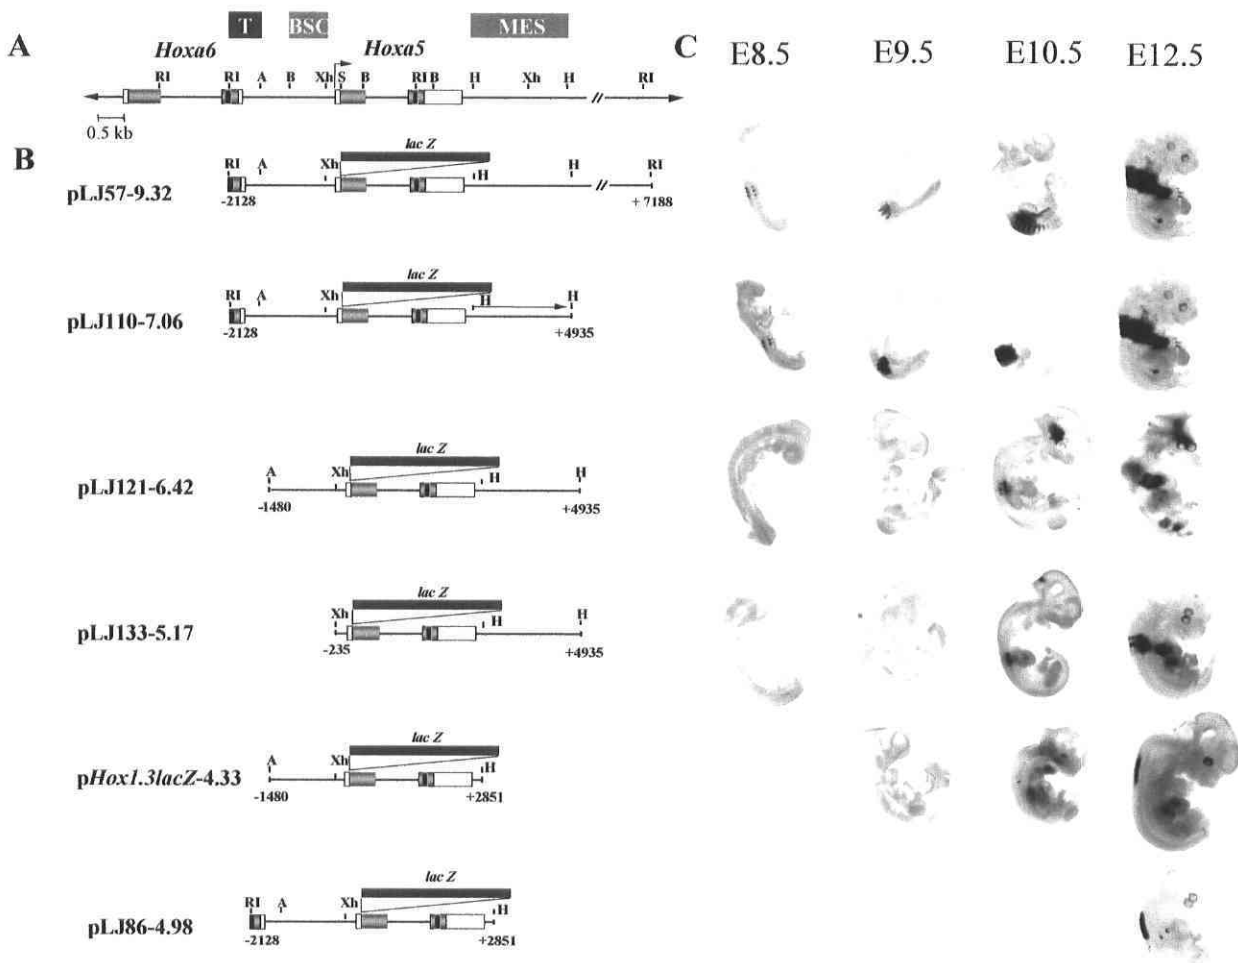 T BSC MES
A Hoxa6 Hoxa5 C E8.5 E9.5 E10.5 E12.5
RI RI A B Xh S B RI B H Xh H RI
//
0.5 kb
B
lac Z
RI A Xh H H RI
pLJ57-9.32 //
-2128 + 7188
lac Z
RI A Xh H H
pLJ110-7.06
-2128 +4935
lac Z
A Xh H H
pLJ121-6.42
-1480 +4935
lac Z
Xh H H
pLJ133-5.17
-235 +4935
lac Z
A Xh H
pHox1.3lacZ-4.33
-1480 +2851
lac Z
RI A Xh H
pLJ86-4.98
-2128 +2851